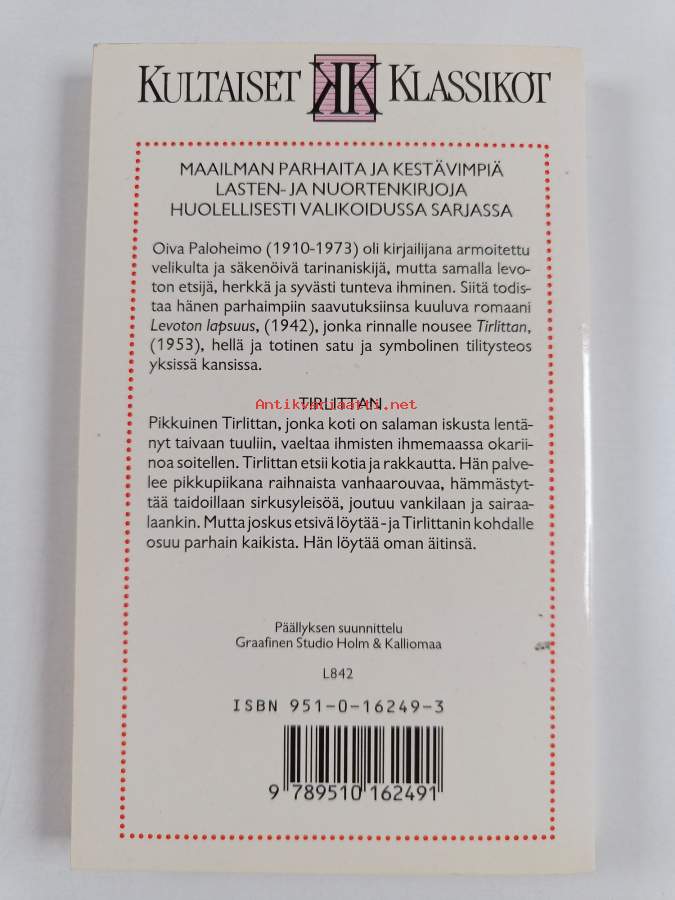 KULTAISET KK KLASSIKOT
MAAILMAN PARHAITA JA KESTÄVIMPIÄ
LASTEN- JA NUORTENKIRJOJA
HUOLELLISESTI VALIKOIDUSSA SARJASSA
Oiva Paloheimo (1910-1973) oli kirjailijana armoitettu
velikulta ja säkenöivä tarinaniskijä, mutta samalla levo-
ton etsijä, herkkä ja syvästi tunteva ihminen. Siitä todis-
taa hänen parhaimpiin saavutuksiinsa kuuluva romaani
Levoton lapsuus, (1942), jonka rinnalle nousee Tirlittan,
(1953), hellä ja totinen satu ja symbolinen tilitysteos
yksissä kansissa.
TIRLITTAN
Antikvariaatti.net
Pikkuinen Tirlittan, jonka koti on salaman iskusta lentä-
nyt taivaan tuuliin, vaeltaa ihmisten ihmemaassa okarii-
noa soitellen. Tirlittan etsii kotia ja rakkautta. Hän palve-
lee pikkupiikana raihnaista vanhaarouvaa, hämmästyt-
tää taidoillaan sirkusyleisöä, joutuu vankilaan ja sairaa-
laankin. Mutta joskus etsivä löytää - ja Tirlittanin kohdalle
osuu parhain kaikista. Hän löytää oman äitinsä.
Päällyksen suunnittelu
Graafinen Studio Holm & Kalliomaa
L842
ISBN 951-0-16249-3
9 789510 162491